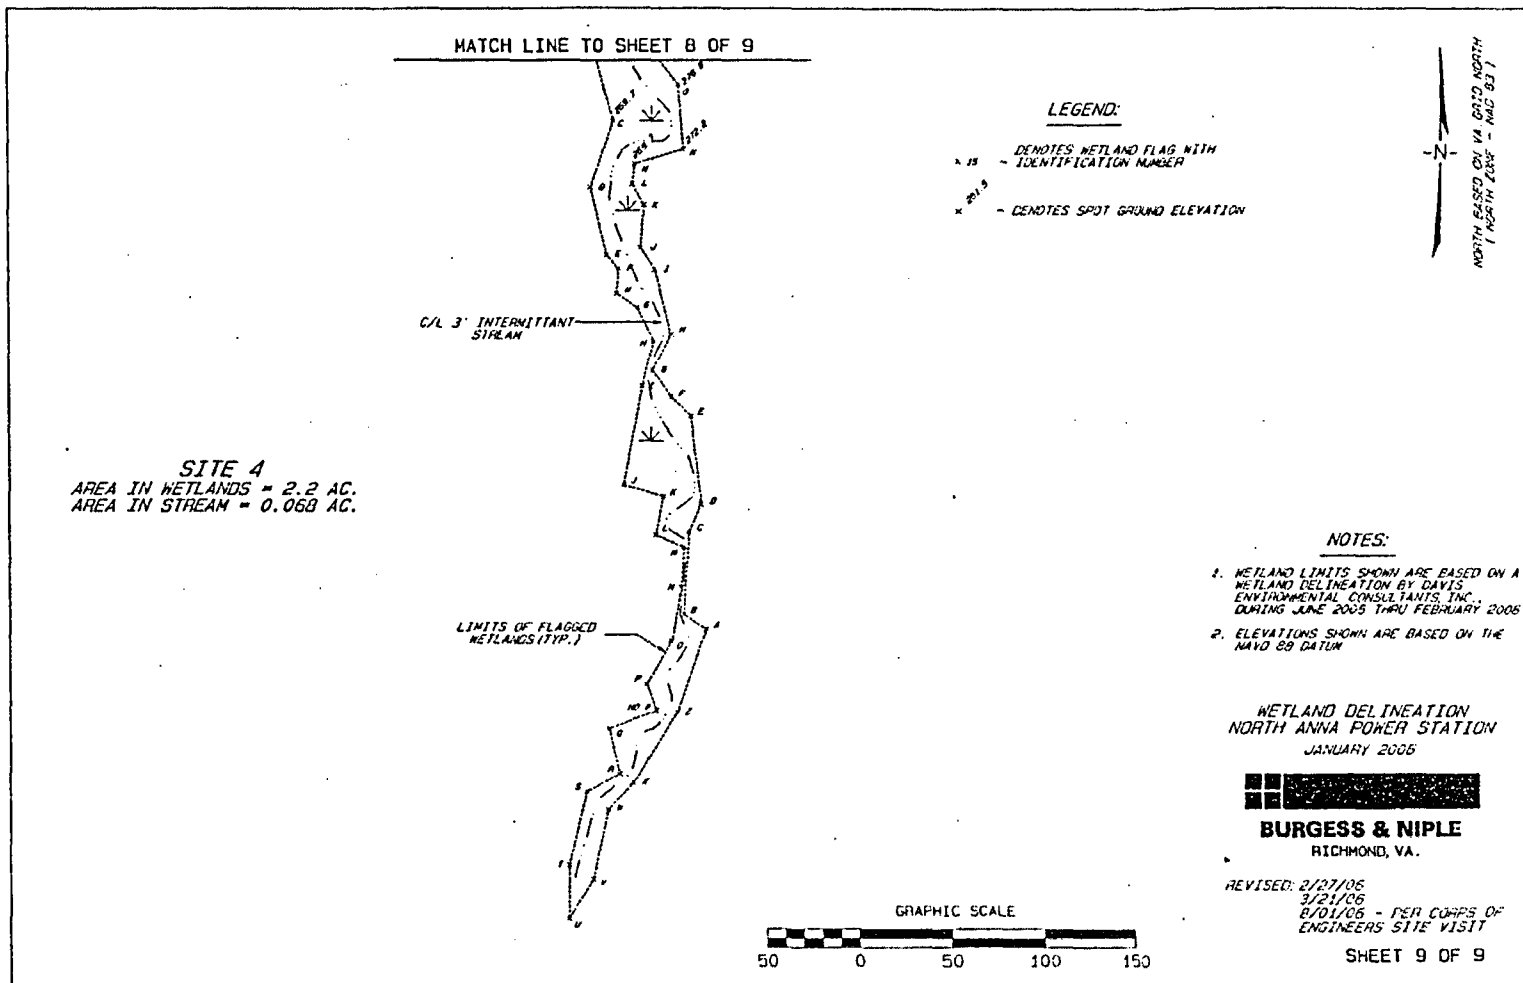 MATCH LINE TO SHEET 8 OF 9
LEGEND:
× 15 - DENOTES WETLAND FLAG WITH
IDENTIFICATION NUMBER
× 201.5 - DENOTES SPOT GROUND ELEVATION
-N-
NORTH BASED ON VA. GRID NORTH
( NORTH ZONE - NAD 83 )
272.2
C/L 3' INTERMITTANT
STREAM
SITE 4
AREA IN WETLANDS = 2.2 AC.
AREA IN STREAM = 0.068 AC.
LIMITS OF FLAGGED
WETLANDS (TYP.)
NOTES:
1. WETLAND LIMITS SHOWN ARE BASED ON A
WETLAND DELINEATION BY DAVIS
ENVIRONMENTAL CONSULTANTS, INC.,
DURING JUNE 2005 THRU FEBRUARY 2006
2. ELEVATIONS SHOWN ARE BASED ON THE
NAVD 88 DATUM
WETLAND DELINEATION
NORTH ANNA POWER STATION
JANUARY 2006
BURGESS & NIPLE
RICHMOND, VA.
REVISED: 2/27/06
3/21/06
8/01/06 - PER CORPS OF
ENGINEERS SITE VISIT
GRAPHIC SCALE
50 0 50 100 150
SHEET 9 OF 9